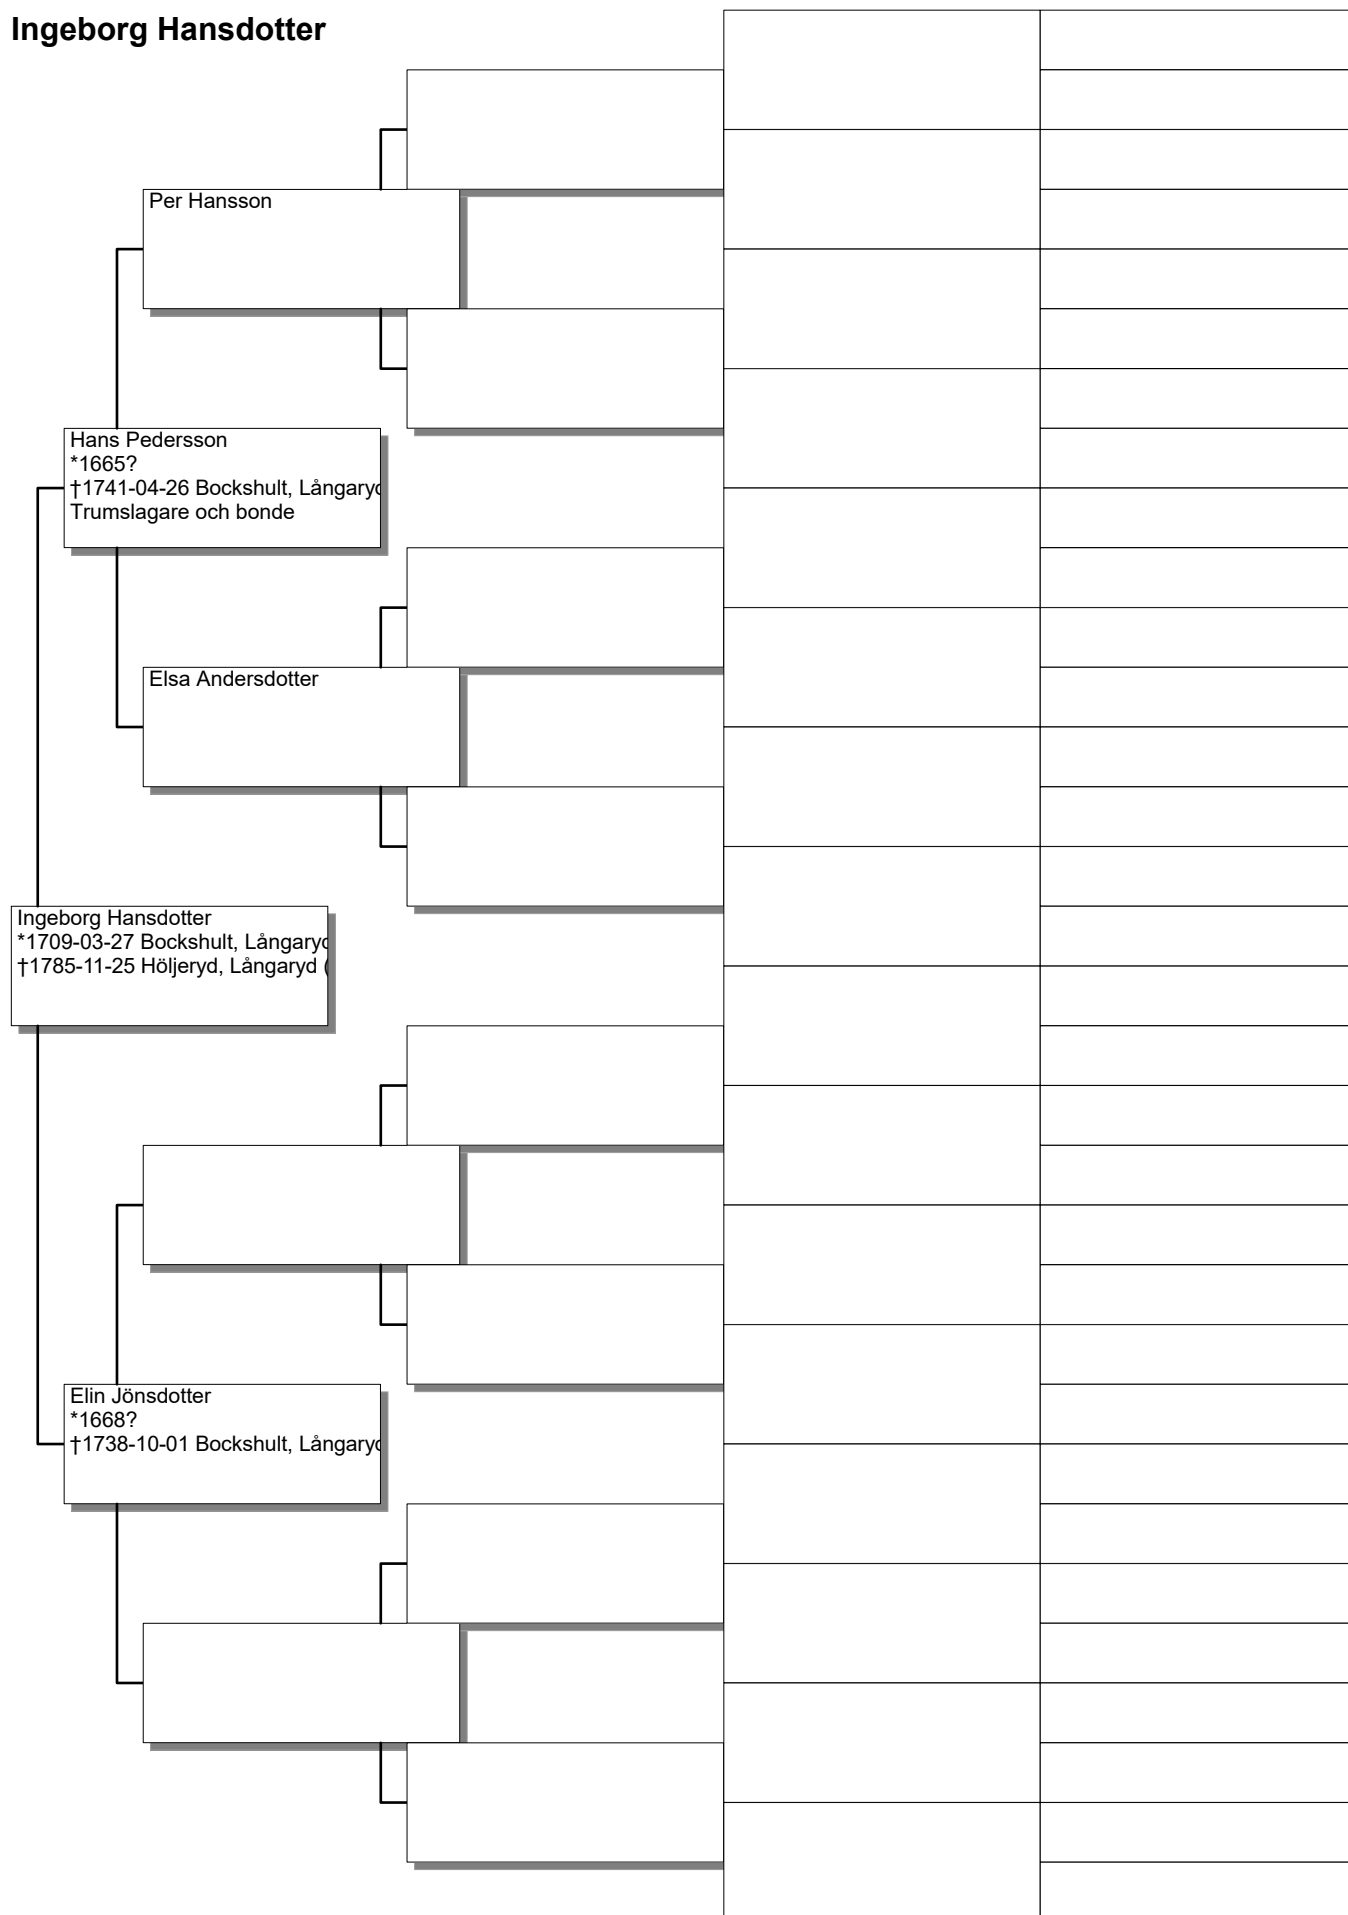 Ingeborg Hansdotter
Per Hansson
Hans Pedersson
*1665?
†1741-04-26 Bockshult, Långaryd
Trumslagare och bonde
Elsa Andersdotter
Ingeborg Hansdotter
*1709-03-27 Bockshult, Långaryd
†1785-11-25 Höljeryd, Långaryd (
Elin Jönsdotter
*1668?
†1738-10-01 Bockshult, Långaryd